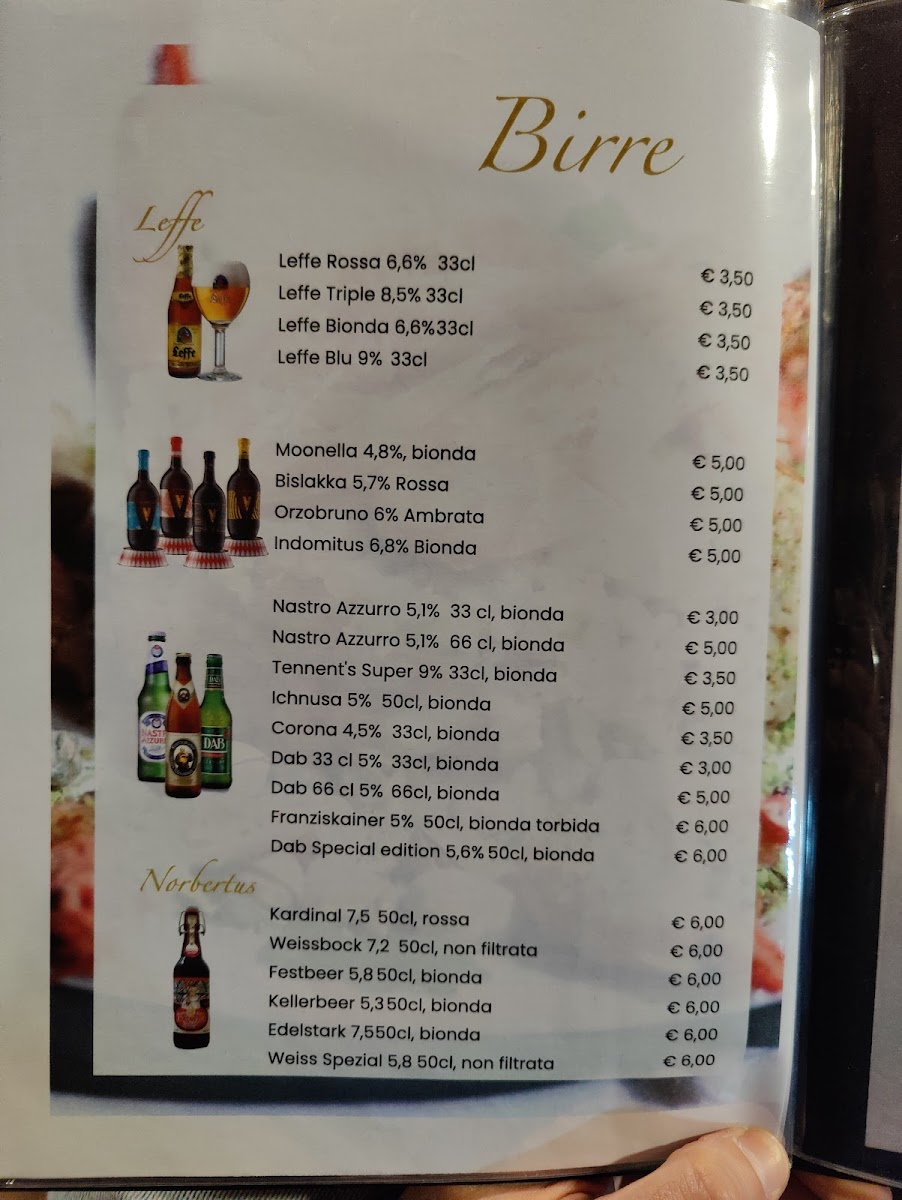 Birre
Leffe
Leffe Rossa 6,6% 33cl € 3,50
Leffe Triple 8,5% 33cl € 3,50
Leffe Bionda 6,6%33cl € 3,50
Leffe Blu 9% 33cl € 3,50
Leffe
Moonella 4,8%, bionda € 5,00
Bislakka 5,7% Rossa € 5,00
Orzobruno 6% Ambrata € 5,00
Indomitus 6,8% Bionda € 5,00
Nastro Azzurro 5,1% 33 cl, bionda € 3,00
Nastro Azzurro 5,1% 66 cl, bionda € 5,00
Tennent's Super 9% 33cl, bionda € 3,50
Ichnusa 5% 50cl, bionda € 5,00
Corona 4,5% 33cl, bionda € 3,50
Dab 33 cl 5% 33cl, bionda € 3,00
Dab 66 cl 5% 66cl, bionda € 5,00
Franziskainer 5% 50cl, bionda torbida € 6,00
Dab Special edition 5,6% 50cl, bionda € 6,00
NASTRO
AZZURRO
DAB
Norbertus
Kardinal 7,5 50cl, rossa € 6,00
Weissbock 7,2 50cl, non filtrata € 6,00
Festbeer 5,8 50cl, bionda € 6,00
Kellerbeer 5,3 50cl, bionda € 6,00
Edelstark 7,550cl, bionda € 6,00
Weiss Spezial 5,8 50cl, non filtrata € 6,00